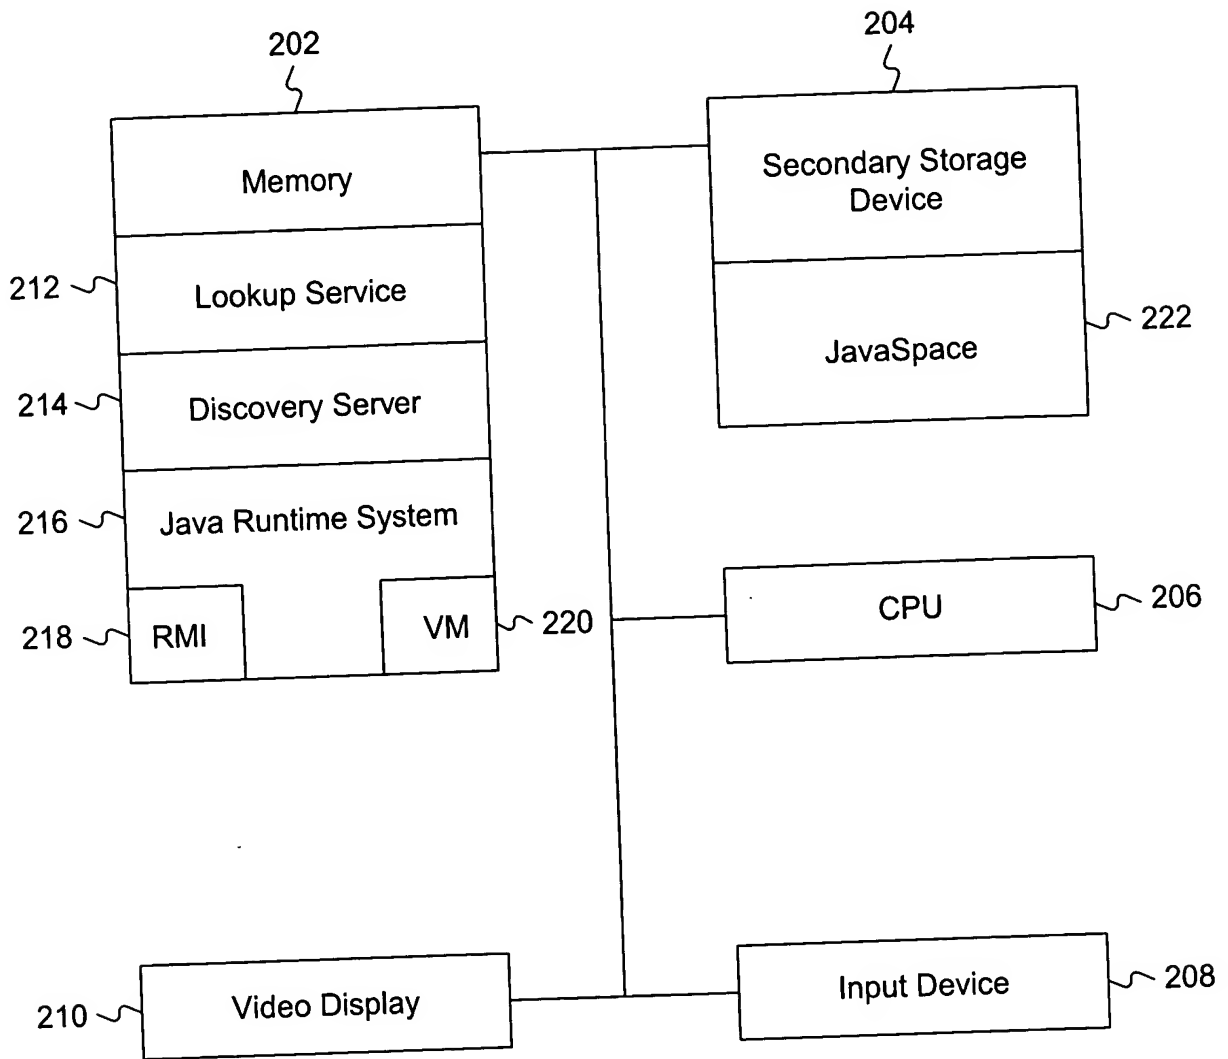 202
204
Memory
Secondary Storage
Device
212
Lookup Service
222
JavaSpace
214
Discovery Server
216
Java Runtime System
218
RMI
VM
220
CPU
206
210
Video Display
Input Device
208